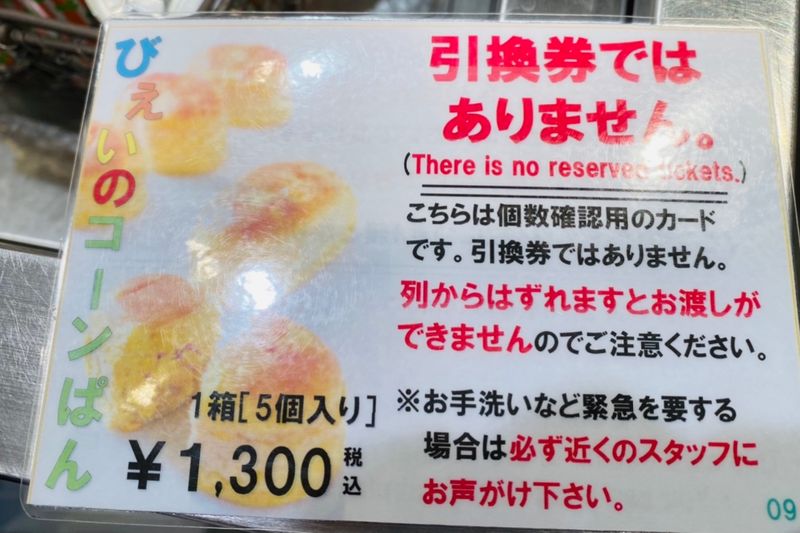 びえいのコーンぱん
引換券では
ありません。
(There is no reserved tickets.)
こちらは個数確認用のカード
です。引換券ではありません。
列からはずれますとお渡しが
できませんのでご注意ください。
1箱[5個入り]
¥1,300税込
※お手洗いなど緊急を要する
場合は必ず近くのスタッフに
お声がけ下さい。
09